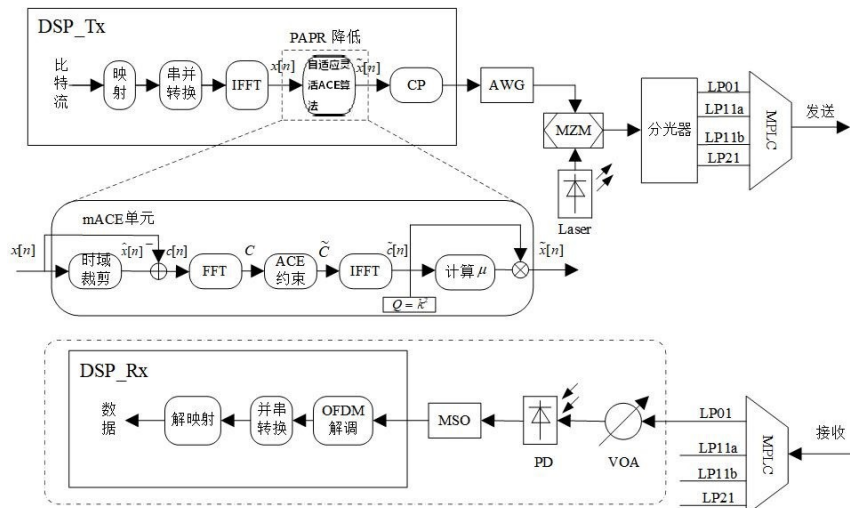 DSP_Tx
PAPR 降低
比特流
映射
串并
转换
IFFT
x[n]
自适应灵
活ACE算
法
x̃[n]
CP
AWG
MZM
Laser
分光器
LP01
LP11a
LP11b
LP21
MPLC
发送
mACE单元
x[n]
时域
裁剪
x̂[n]
−
c[n]
FFT
C
ACE
约束
C̃
IFFT
c̃[n]
计算 μ
x̃[n]
DSP_Rx
数据
解映射
并串
转换
OFDM
解调
MSO
PD
VOA
LP01
LP11a
LP11b
LP21
MPLC
接收